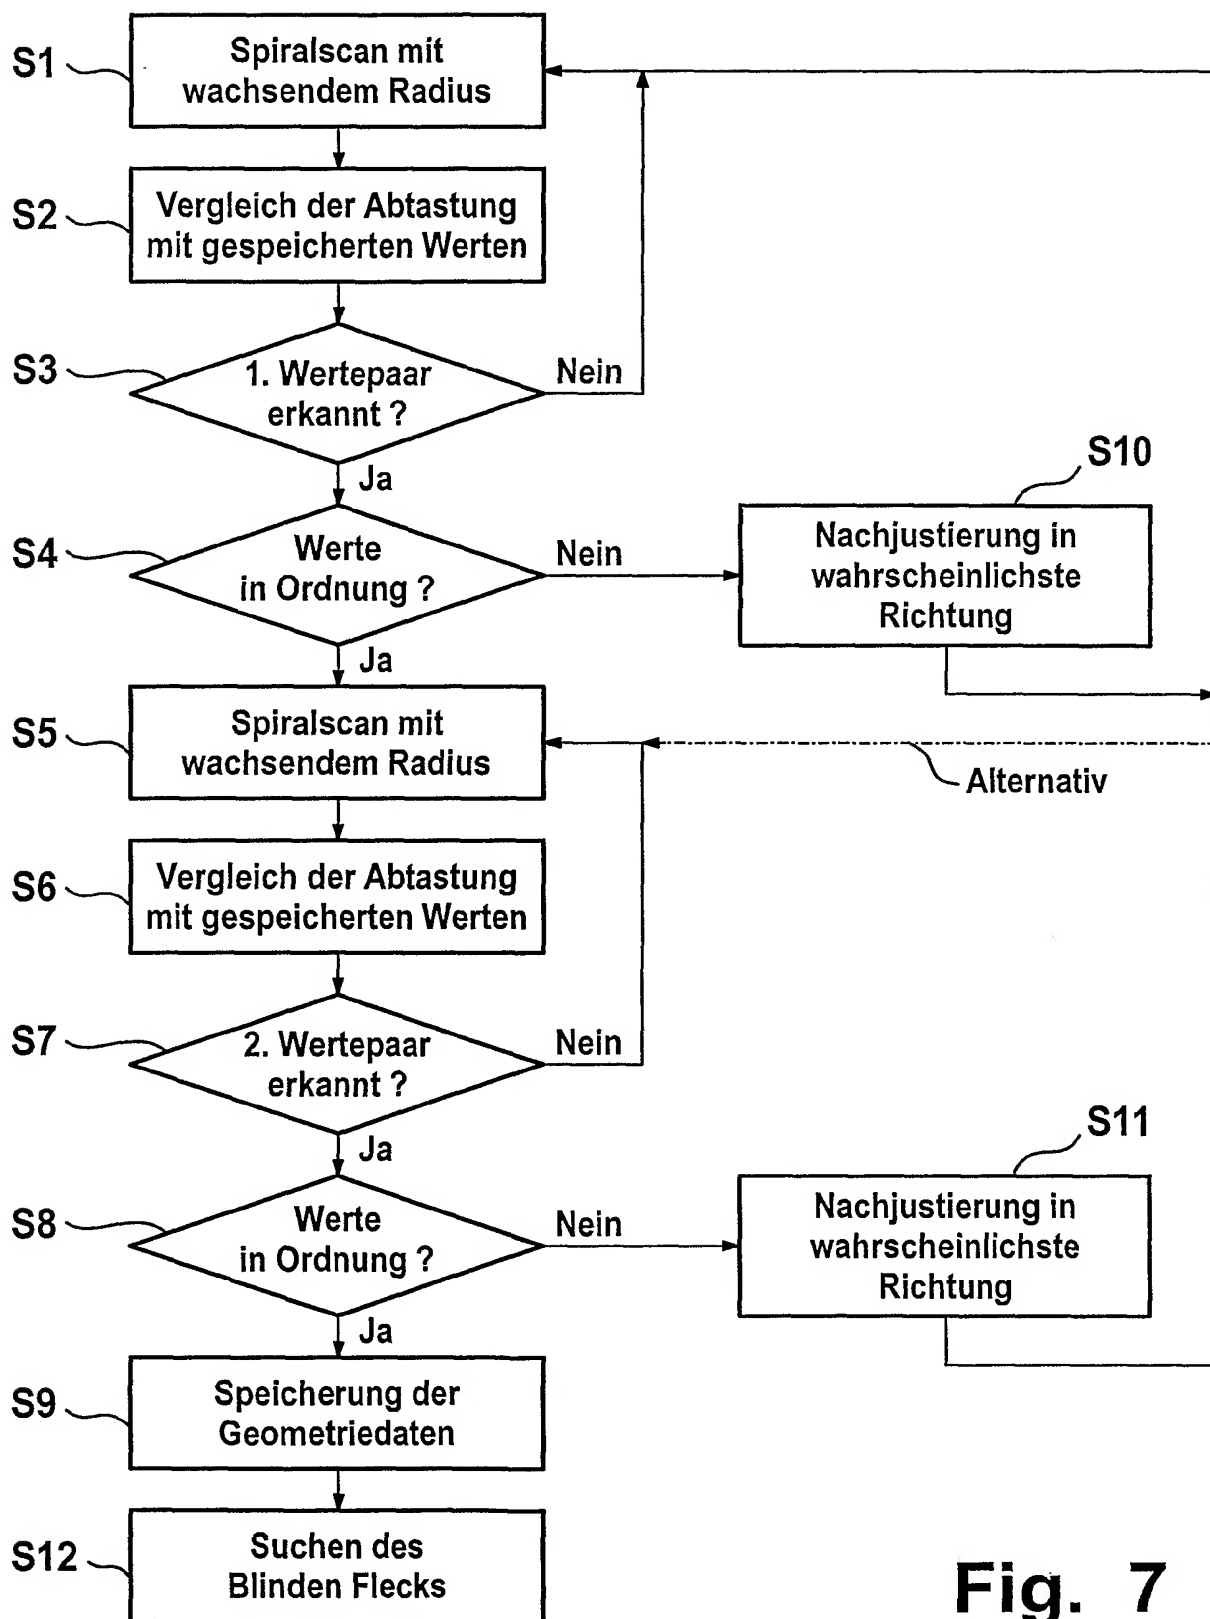 S1
Spiralscan mit
wachsendem Radius
S2
Vergleich der Abtastung
mit gespeicherten Werten
S3
1. Wertepaar
erkannt ?
Nein
Ja
S4
Werte
in Ordnung ?
Nein
S10
Nachjustierung in
wahrscheinlichste
Richtung
Ja
S5
Spiralscan mit
wachsendem Radius
Alternativ
S6
Vergleich der Abtastung
mit gespeicherten Werten
S7
2. Wertepaar
erkannt ?
Nein
Ja
S8
Werte
in Ordnung ?
Nein
S11
Nachjustierung in
wahrscheinlichste
Richtung
Ja
S9
Speicherung der
Geometriedaten
S12
Suchen des
Blinden Flecks
Fig. 7